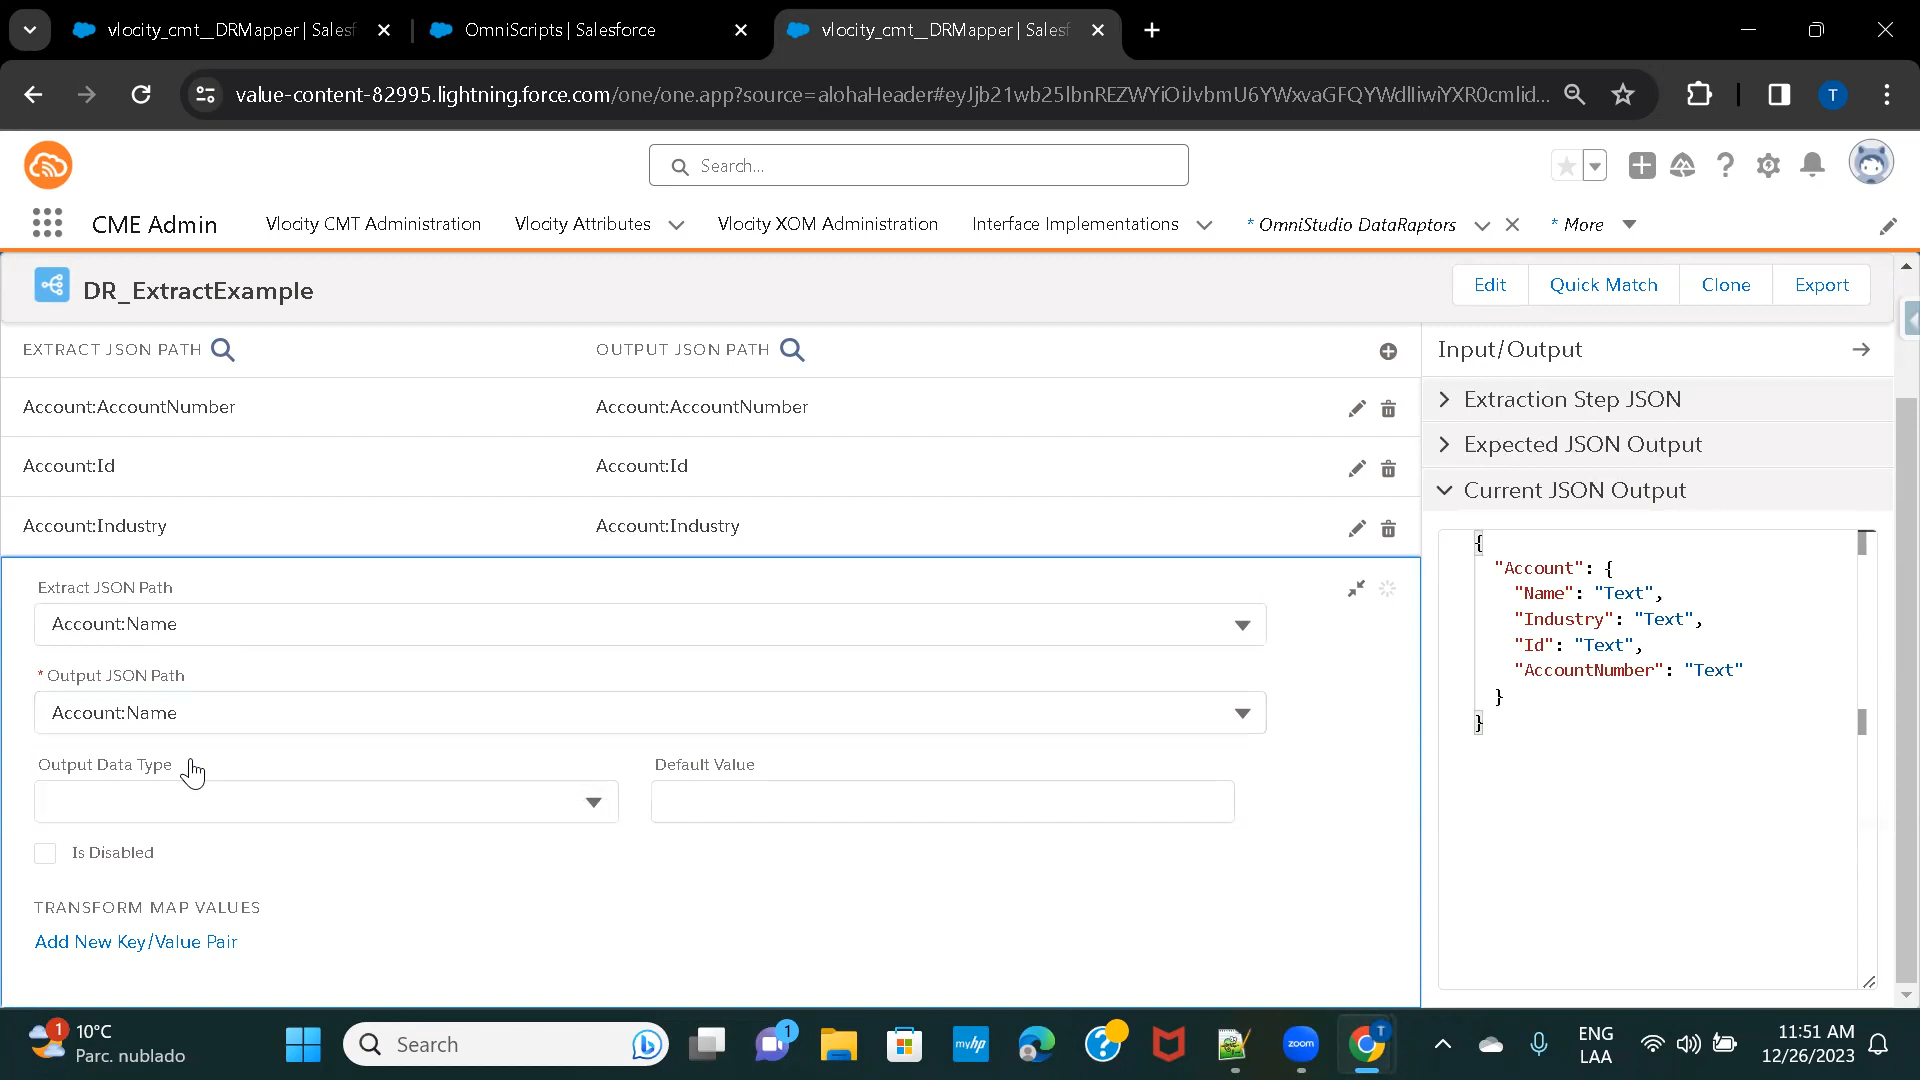 vlocity_cmt__DRMapper | Salesf
OmniScripts | Salesforce
vlocity_cmt__DRMapper | Salesf
value-content-82995.lightning.force.com/one/one.app?source=alohaHeader#
T
Search...
CME Admin
Vlocity CMT Administration
Vlocity Attributes
Vlocity XOM Administration
Interface Implementations
* OmniStudio DataRaptors
* More
DR_ExtractExample
Edit
Quick Match
Clone
Export
EXTRACT JSON PATH
OUTPUT JSON PATH
Account:AccountNumber
Account:AccountNumber
Account:Id
Account:Id
Account:Industry
Account:Industry
Extract JSON Path
Account:Name
* Output JSON Path
Account:Name
Output Data Type
Default Value
Is Disabled
TRANSFORM MAP VALUES
Add New Key/Value Pair
Input/Output
Extraction Step JSON
Expected JSON Output
Current JSON Output
{
"Account": {
"Name": "Text",
"Industry": "Text",
"Id": "Text",
"AccountNumber": "Text"
}
}
1
10°C
Parc. nublado
Search
1
myhp
zoom
T
ENG
LAA
11:51 AM
12/26/2023